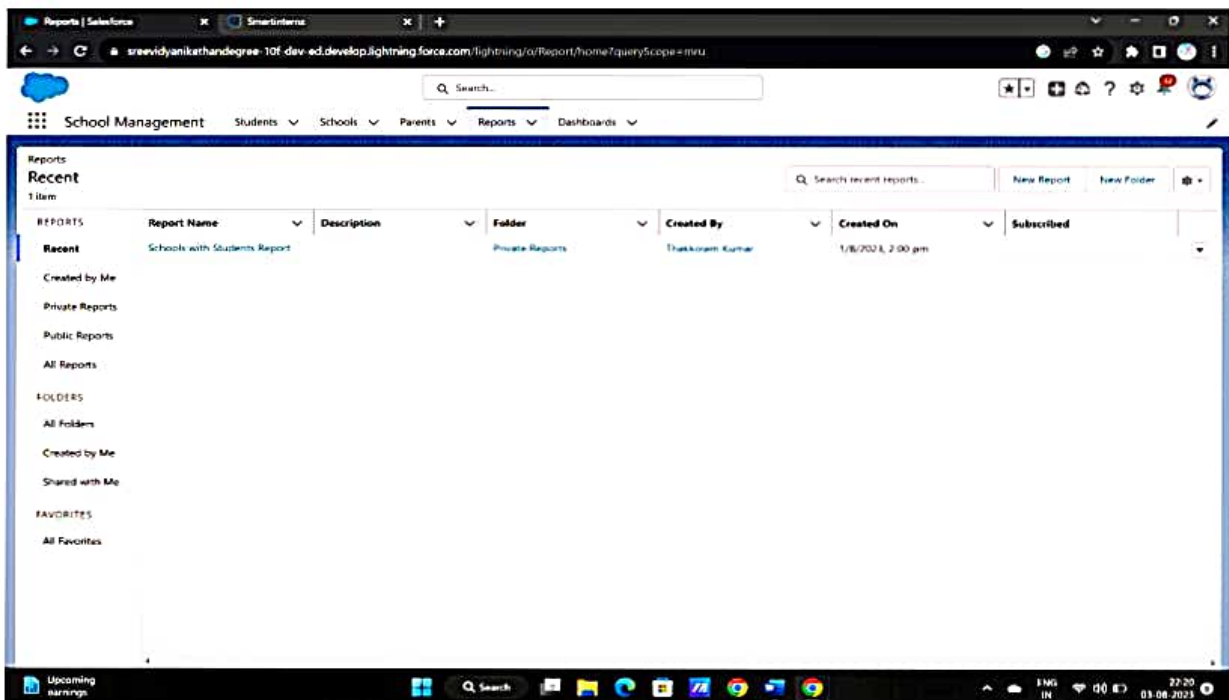 Reports | Salesforce
Smartinternz
sreevidyanikethandegree-10f-dev-ed.develop.lightning.force.com/lightning/o/Report/home?queryScope=mru
Search...
School Management Students Schools Parents Reports Dashboards
Reports
Recent
1 item
Search recent reports...
New Report
New Folder
REPORTS Report Name Description Folder Created By Created On Subscribed
Recent Schools with Students Report Private Reports Kumar 1/8/2023, 2:00 pm
Created by Me
Private Reports
Public Reports
All Reports
FOLDERS
All Folders
Created by Me
Shared with Me
FAVORITES
All Favorites
Upcoming
earnings
Search
ENG
IN
22:20
03-08-2023